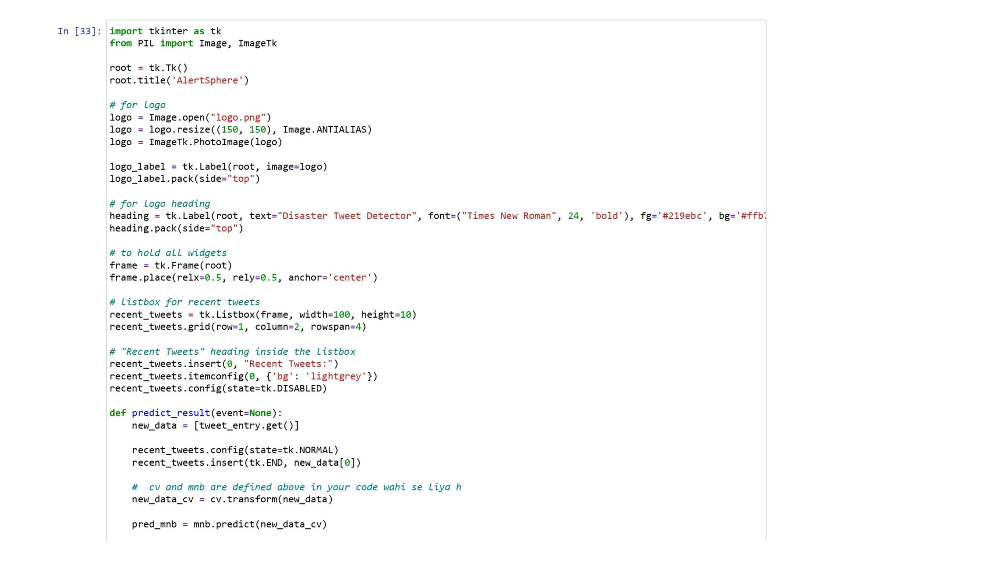 In [33]:
import tkinter as tk
from PIL import Image, ImageTk
root = tk.Tk()
root.title('AlertSphere')
# for logo
logo = Image.open("logo.png")
logo = logo.resize((150, 150), Image.ANTIALIAS)
logo = ImageTk.PhotoImage(logo)
logo_label = tk.Label(root, image=logo)
logo_label.pack(side="top")
# for logo heading
heading = tk.Label(root, text="Disaster Tweet Detector", font=("Times New Roman", 24, 'bold'), fg='#219ebc', bg='#ffb
heading.pack(side="top")
# to hold all widgets
frame = tk.Frame(root)
frame.place(relx=0.5, rely=0.5, anchor='center')
# listbox for recent tweets
recent_tweets = tk.Listbox(frame, width=100, height=10)
recent_tweets.grid(row=1, column=2, rowspan=4)
# "Recent Tweets" heading inside the listbox
recent_tweets.insert(0, "Recent Tweets:")
recent_tweets.itemconfig(0, {'bg': 'lightgrey'})
recent_tweets.config(state=tk.DISABLED)
def predict_result(event=None):
    new_data = [tweet_entry.get()]
    recent_tweets.config(state=tk.NORMAL)
    recent_tweets.insert(tk.END, new_data[0])
    #  cv and mnb are defined above in your code wahi se liya h
    new_data_cv = cv.transform(new_data)
    pred_mnb = mnb.predict(new_data_cv)